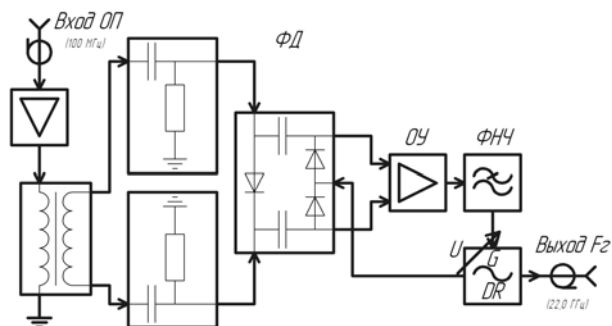 Вход ОП
(100 МГц)
ФД
ОУ
ФНЧ
U
G
DR
Выход Fг
(22,0 ГГц)